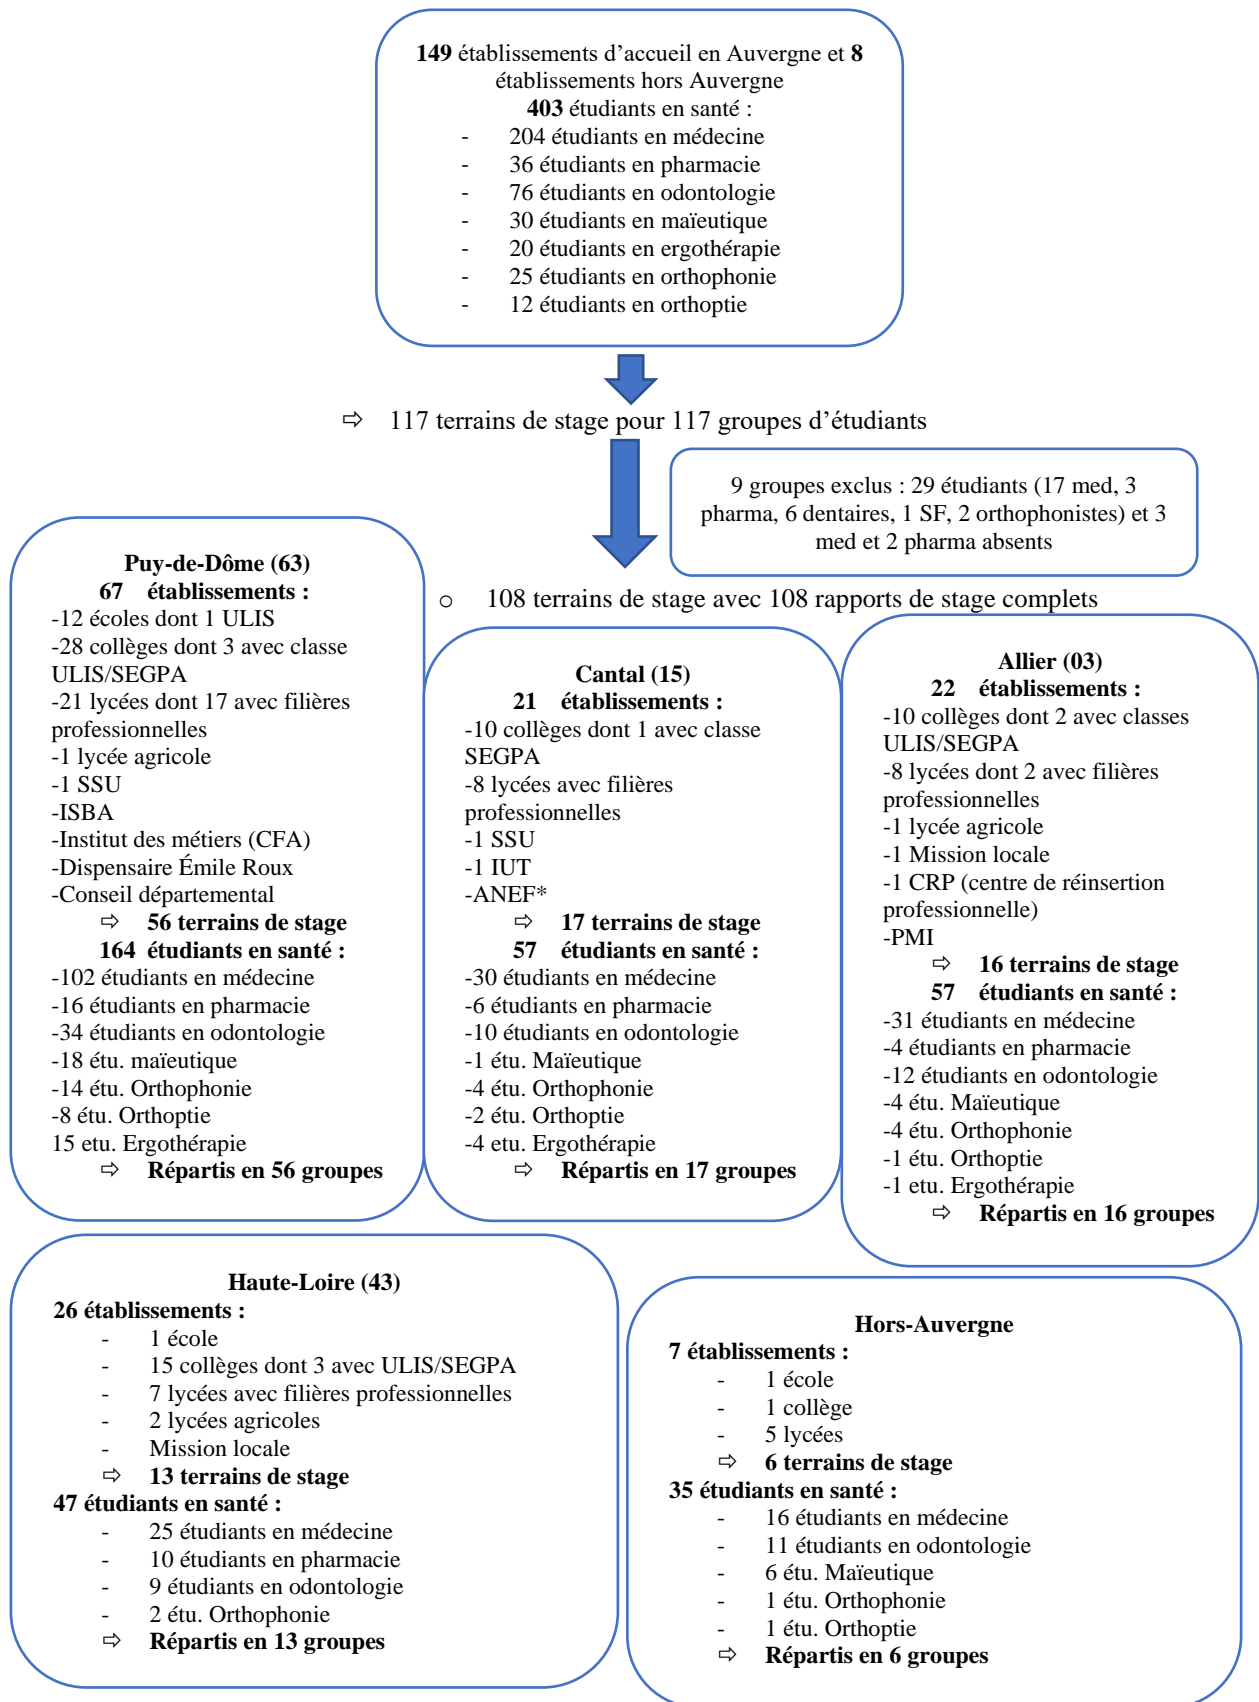 149 établissements d’accueil en Auvergne et 8
établissements hors Auvergne
403 étudiants en santé :
- 204 étudiants en médecine
- 36 étudiants en pharmacie
- 76 étudiants en odontologie
- 30 étudiants en maïeutique
- 20 étudiants en ergothérapie
- 25 étudiants en orthophonie
- 12 étudiants en orthoptie
⇨ 117 terrains de stage pour 117 groupes d’étudiants
9 groupes exclus : 29 étudiants (17 med, 3
pharma, 6 dentaires, 1 SF, 2 orthophonistes) et 3
med et 2 pharma absents
o 108 terrains de stage avec 108 rapports de stage complets
Puy-de-Dôme (63)
67 établissements :
-12 écoles dont 1 ULIS
-28 collèges dont 3 avec classe
ULIS/SEGPA
-21 lycées dont 17 avec filières
professionnelles
-1 lycée agricole
-1 SSU
-ISBA
-Institut des métiers (CFA)
-Dispensaire Émile Roux
-Conseil départemental
⇨ 56 terrains de stage
164 étudiants en santé :
-102 étudiants en médecine
-16 étudiants en pharmacie
-34 étudiants en odontologie
-18 étu. maïeutique
-14 étu. Orthophonie
-8 étu. Orthoptie
15 etu. Ergothérapie
⇨ Répartis en 56 groupes
Cantal (15)
21 établissements :
-10 collèges dont 1 avec classe
SEGPA
-8 lycées avec filières
professionnelles
-1 SSU
-1 IUT
-ANEF*
⇨ 17 terrains de stage
57 étudiants en santé :
-30 étudiants en médecine
-6 étudiants en pharmacie
-10 étudiants en odontologie
-1 étu. Maïeutique
-4 étu. Orthophonie
-2 étu. Orthoptie
-4 etu. Ergothérapie
⇨ Répartis en 17 groupes
Allier (03)
22 établissements :
-10 collèges dont 2 avec classes
ULIS/SEGPA
-8 lycées dont 2 avec filières
professionnelles
-1 lycée agricole
-1 Mission locale
-1 CRP (centre de réinsertion
professionnelle)
-PMI
⇨ 16 terrains de stage
57 étudiants en santé :
-31 étudiants en médecine
-4 étudiants en pharmacie
-12 étudiants en odontologie
-4 étu. Maïeutique
-4 étu. Orthophonie
-1 étu. Orthoptie
-1 etu. Ergothérapie
⇨ Répartis en 16 groupes
Haute-Loire (43)
26 établissements :
- 1 école
- 15 collèges dont 3 avec ULIS/SEGPA
- 7 lycées avec filières professionnelles
- 2 lycées agricoles
- Mission locale
⇨ 13 terrains de stage
47 étudiants en santé :
- 25 étudiants en médecine
- 10 étudiants en pharmacie
- 9 étudiants en odontologie
- 2 étu. Orthophonie
⇨ Répartis en 13 groupes
Hors-Auvergne
7 établissements :
- 1 école
- 1 collège
- 5 lycées
⇨ 6 terrains de stage
35 étudiants en santé :
- 16 étudiants en médecine
- 11 étudiants en odontologie
- 6 étu. Maïeutique
- 1 étu. Orthophonie
- 1 étu. Orthoptie
⇨ Répartis en 6 groupes